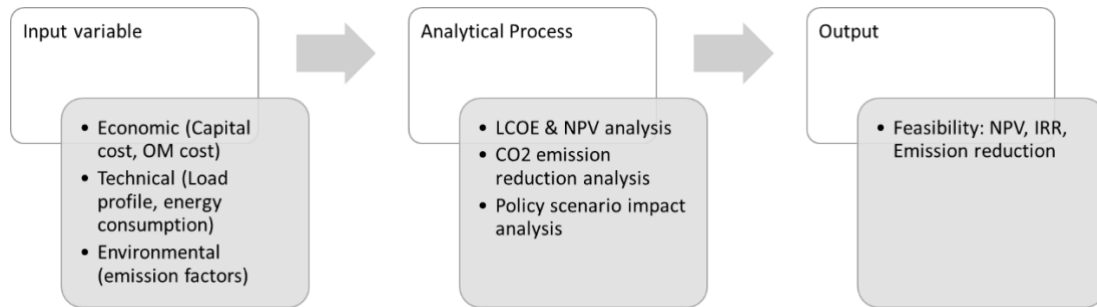 Input variable
• Economic (Capital
cost, OM cost)
• Technical (Load
profile, energy
consumption)
• Environmental
(emission factors)
Analytical Process
• LCOE & NPV analysis
• CO2 emission
reduction analysis
• Policy scenario impact
analysis
Output
• Feasibility: NPV, IRR,
Emission reduction